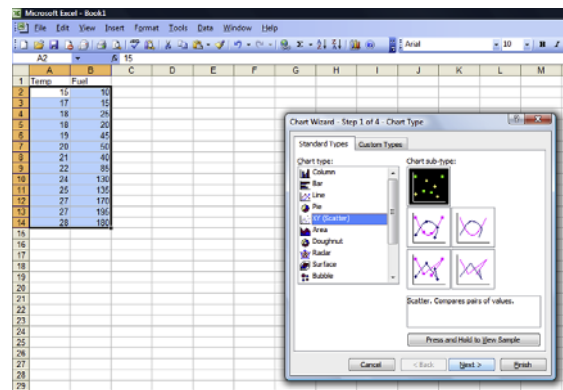 Microsoft Excel - Book1
File Edit View Insert Format Tools Data Window Help
Arial 10 B I
A2 fx 15
A B C D E F G H I J K L M
1 Temp Fuel
2 15 10
3 17 15
4 18 25
5 18 20
6 19 45
7 20 50
8 21 40
9 22 85
10 24 130
11 25 135
12 27 170
13 27 195
14 28 180
15
16
17
18
19
20
21
22
23
24
25
26
27
28
29
Chart Wizard - Step 1 of 4 - Chart Type
Standard Types Custom Types
Chart type: Chart sub-type:
Column
Bar
Line
Pie
XY (Scatter)
Area
Doughnut
Radar
Surface
Bubble
Scatter. Compares pairs of values.
Press and Hold to View Sample
Cancel < Back Next > Finish